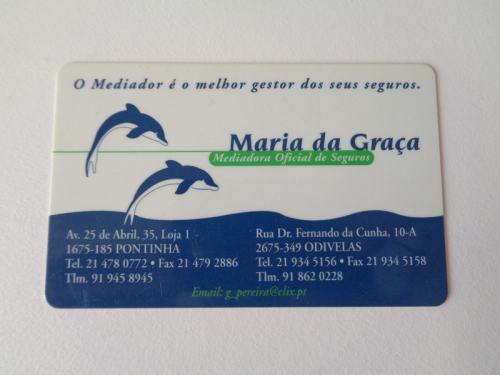 O Mediador é o melhor gestor dos seus seguros.
Maria da Graça
Mediadora Oficial de Seguros
Av. 25 de Abril, 35, Loja 1
1675-185 PONTINHA
Tel. 21 478 0772 • Fax 21 479 2886
Tlm. 91 945 8945
Rua Dr. Fernando da Cunha, 10-A
2675-349 ODIVELAS
Tel. 21 934 5156 • Fax 21 934 5158
Tlm. 91 862 0228
Email: g_pereira@clix.pt